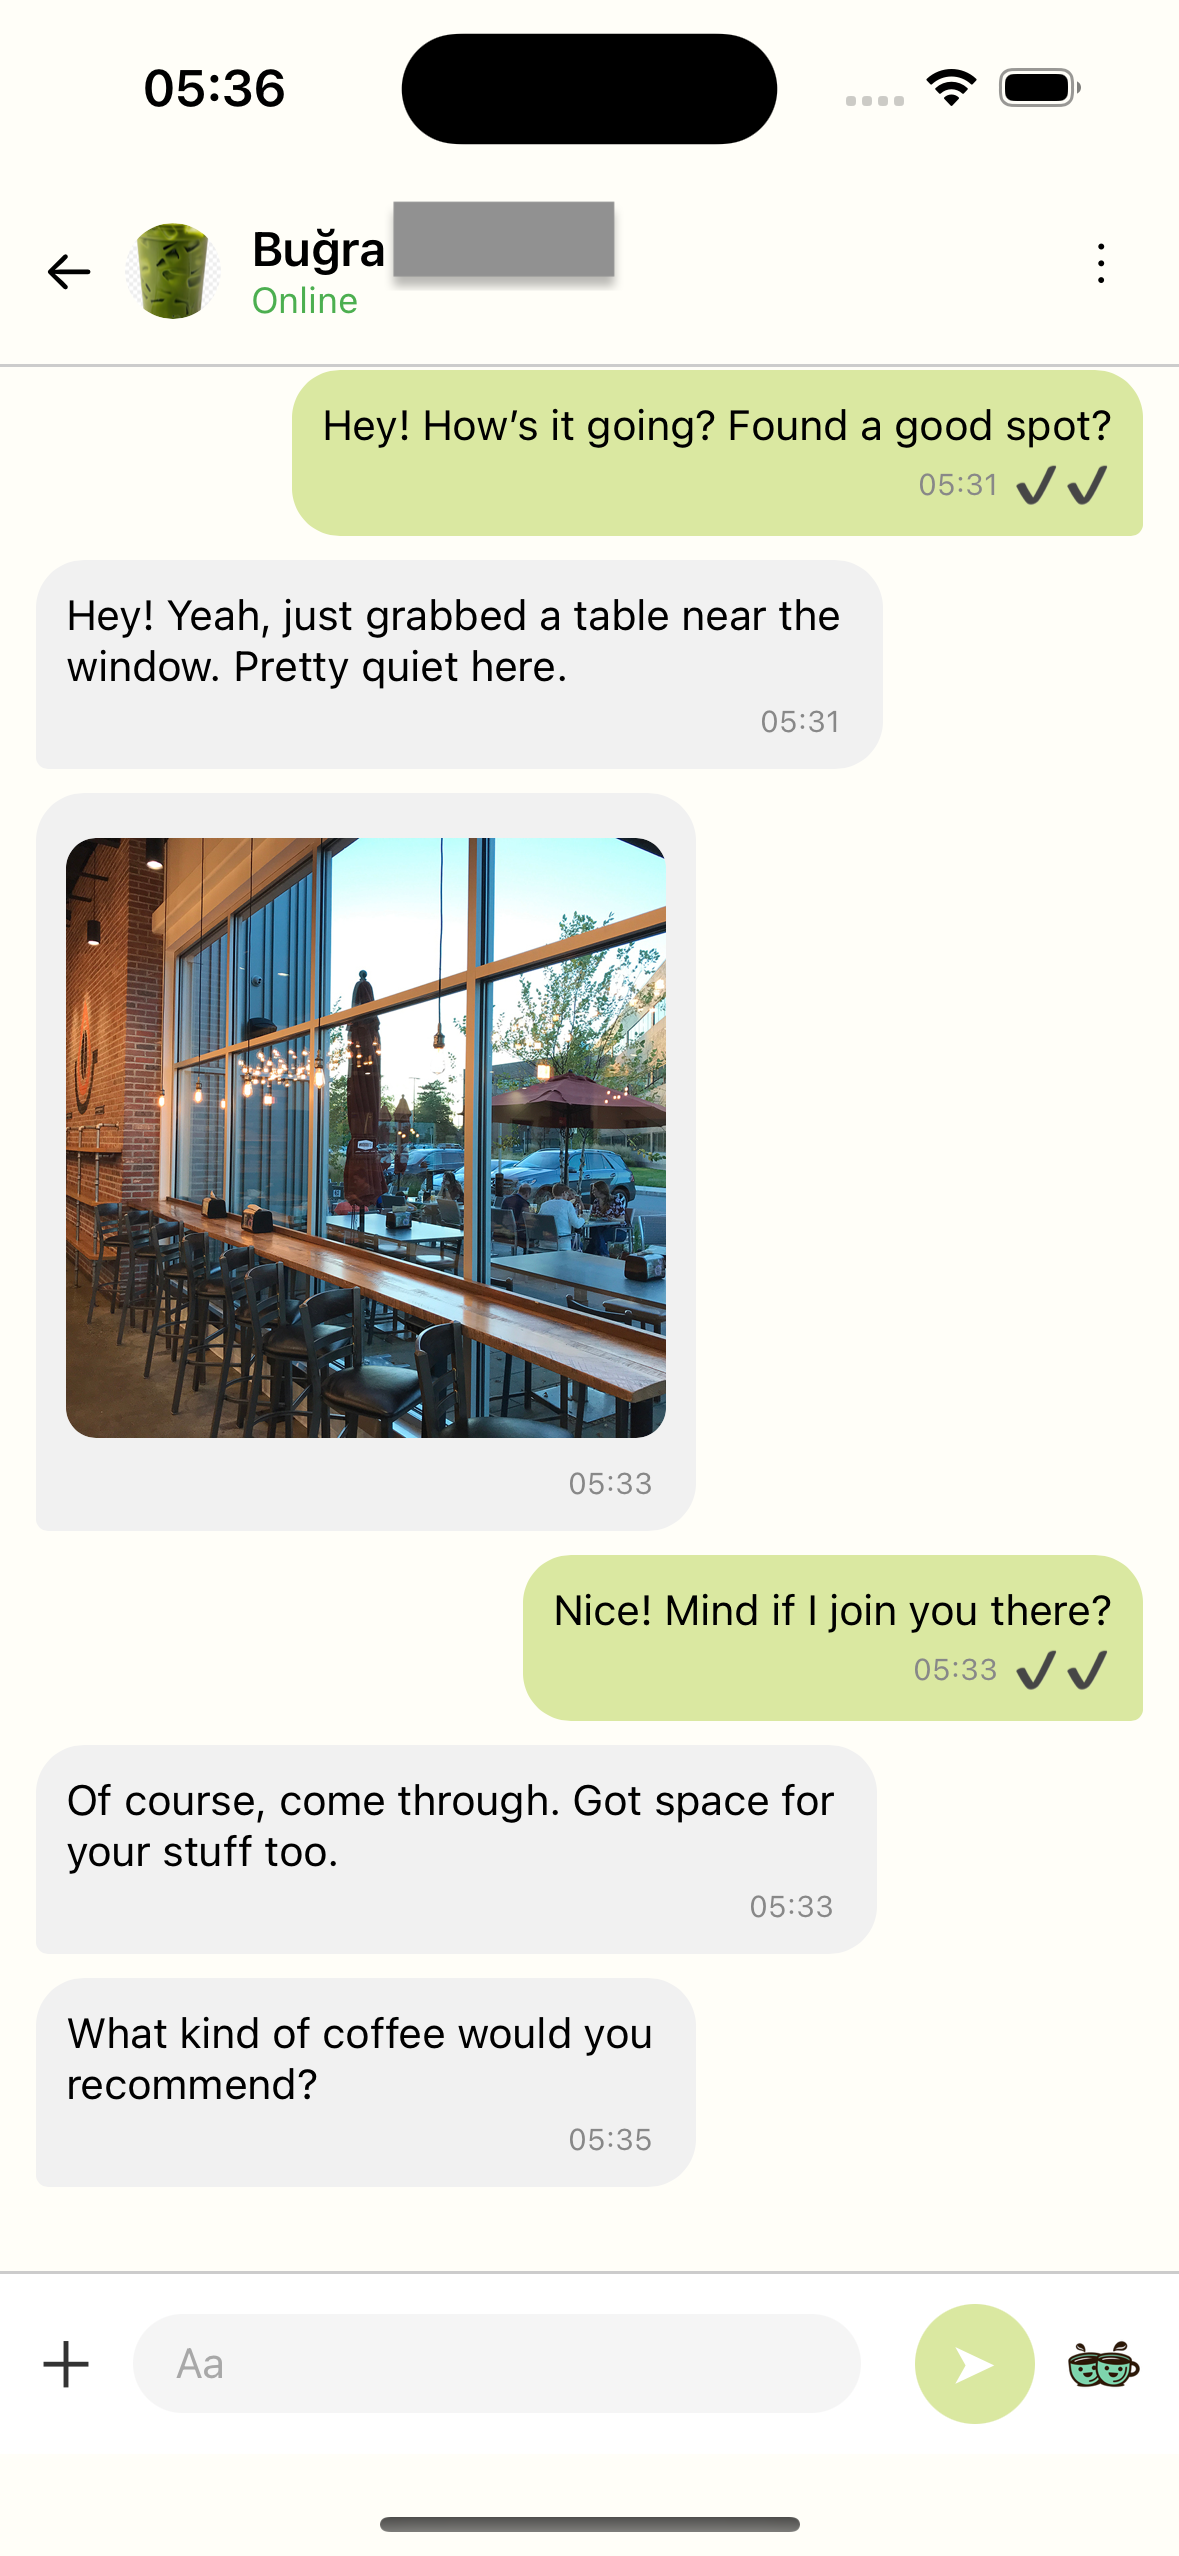 05:36
Buğra
Online
Hey! How’s it going? Found a good spot?
05:31 ✔✔
Hey! Yeah, just grabbed a table near the
window. Pretty quiet here.
05:31
05:33
Nice! Mind if I join you there?
05:33 ✔✔
Of course, come through. Got space for
your stuff too.
05:33
What kind of coffee would you
recommend?
05:35
Aa